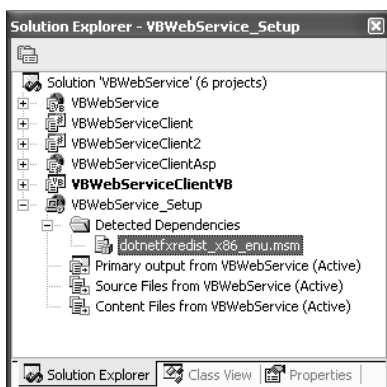 Solution Explorer - VBWebService_Setup
Solution 'VBWebService' (6 projects)
VBWebService
VBWebServiceClient
VBWebServiceClient2
VBWebServiceClientAsp
VBWebServiceClientVB
VBWebService_Setup
Detected Dependencies
dotnetfxredist_x86_enu.msm
Primary output from VBWebService (Active)
Source Files from VBWebService (Active)
Content Files from VBWebService (Active)
Solution Explorer Class View Properties